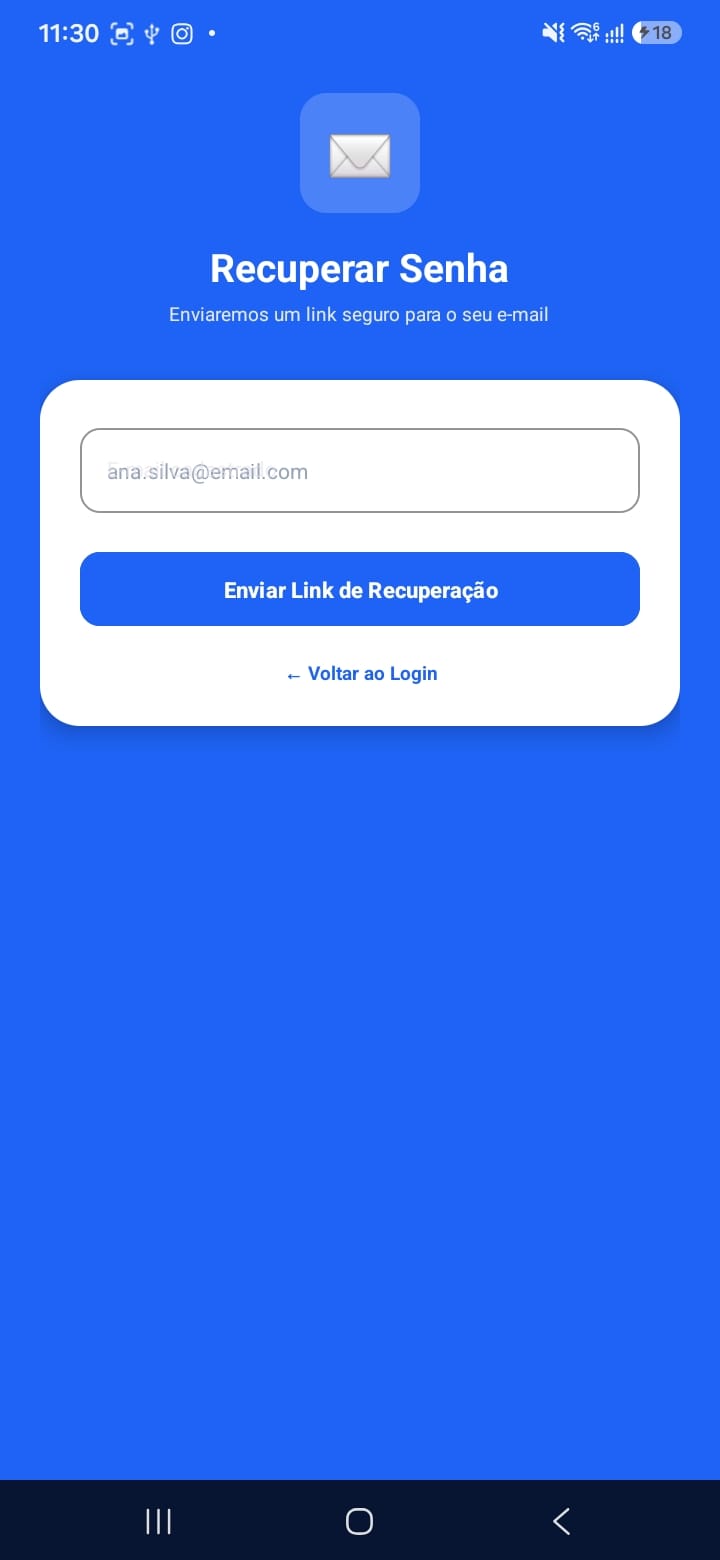 11:30
6
18
Recuperar Senha
Enviaremos um link seguro para o seu e-mail
ana.silva@email.com
Enviar Link de Recuperação
← Voltar ao Login